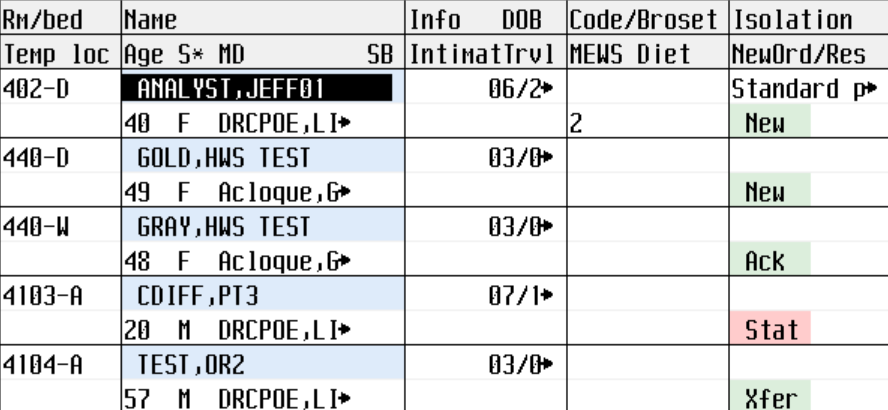 Rm/bed Name Info DOB Code/Broset Isolation
Temp loc Age S* MD SB IntimatTrvl MEWS Diet NewOrd/Res
402-D ANALYST,JEFF01 06/2 Standard p
40 F DRCPOE,LI 2 New
440-D GOLD,HWS TEST 03/0
49 F Acloque,G New
440-W GRAY,HWS TEST 03/0
48 F Acloque,G Ack
4103-A CDIFF,PT3 07/1
20 M DRCPOE,LI Stat
4104-A TEST,OR2 03/0
57 M DRCPOE,LI Xfer